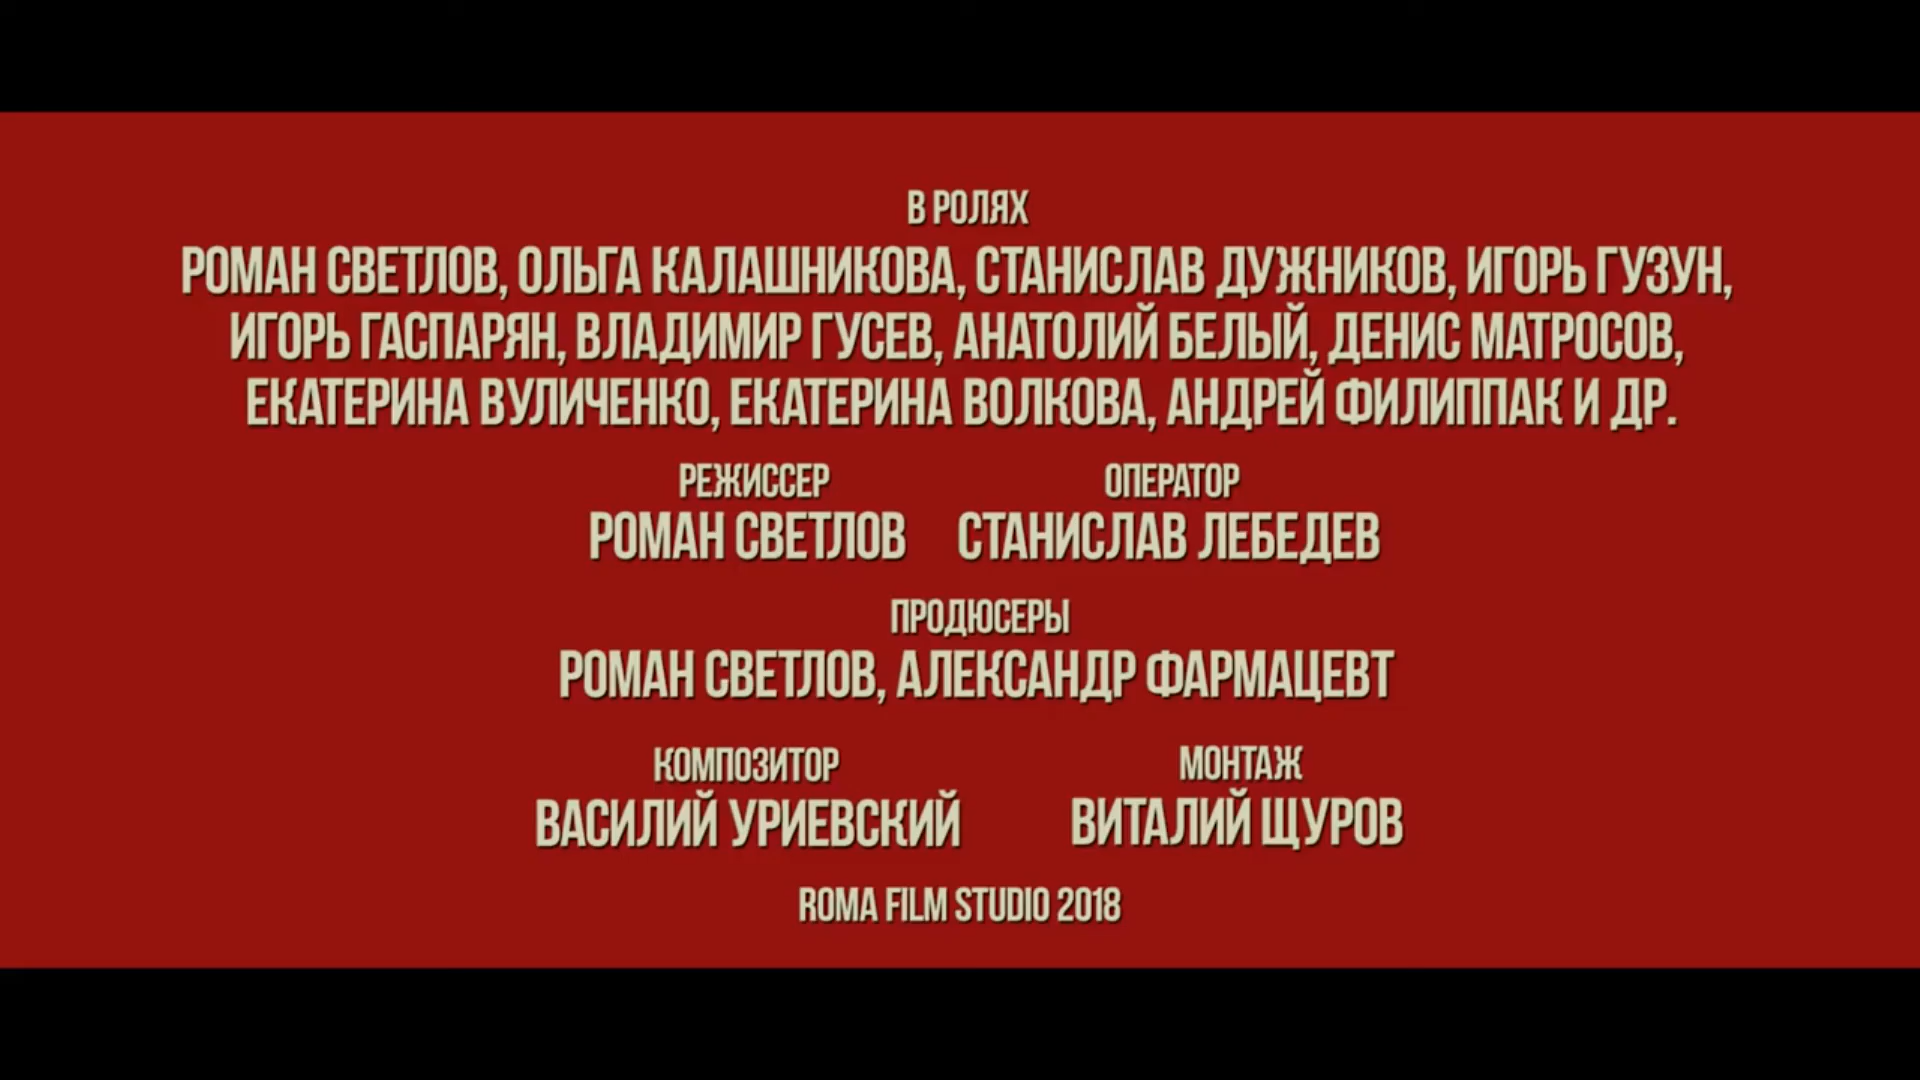 В РОЛЯХ
РОМАН СВЕТЛОВ, ОЛЬГА КАЛАШНИКОВА, СТАНИСЛАВ ДУЖНИКОВ, ИГОРЬ ГУЗУН,
ИГОРЬ ГАСПАРЯН, ВЛАДИМИР ГУСЕВ, АНАТОЛИЙ БЕЛЫЙ, ДЕНИС МАТРОСОВ,
ЕКАТЕРИНА ВУЛИЧЕНКО, ЕКАТЕРИНА ВОЛКОВА, АНДРЕЙ ФИЛИППАК И ДР.
РЕЖИССЕР
РОМАН СВЕТЛОВ
ОПЕРАТОР
СТАНИСЛАВ ЛЕБЕДЕВ
ПРОДЮСЕРЫ
РОМАН СВЕТЛОВ, АЛЕКСАНДР ФАРМАЦЕВТ
КОМПОЗИТОР
ВАСИЛИЙ УРИЕВСКИЙ
МОНТАЖ
ВИТАЛИЙ ЩУРОВ
ROMA FILM STUDIO 2018